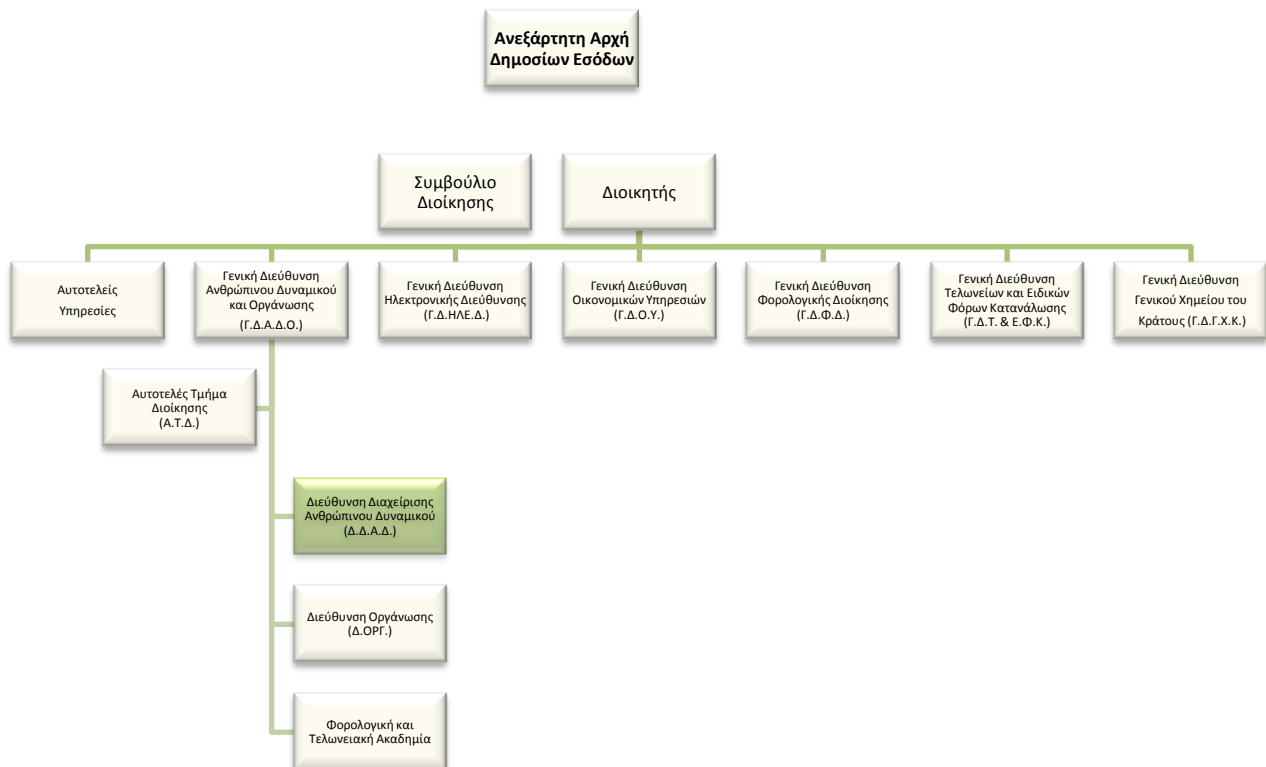 Ανεξάρτητη Αρχή
Δημοσίων Εσόδων
Συμβούλιο
Διοίκησης
Διοικητής
Αυτοτελείς
Υπηρεσίες
Γενική Διεύθυνση
Ανθρώπινου Δυναμικού
και Οργάνωσης
(Γ.Δ.Α.Δ.Ο.)
Γενική Διεύθυνση
Ηλεκτρονικής Διεύθυνσης
(Γ.Δ.ΗΛΕ.Δ.)
Γενική Διεύθυνση
Οικονομικών Υπηρεσιών
(Γ.Δ.Ο.Υ.)
Γενική Διεύθυνση
Φορολογικής Διοίκησης
(Γ.Δ.Φ.Δ.)
Γενική Διεύθυνση
Τελωνείων και Ειδικών
Φόρων Κατανάλωσης
(Γ.Δ.Τ. & Ε.Φ.Κ.)
Γενική Διεύθυνση
Γενικού Χημείου του
Κράτους (Γ.Δ.Γ.Χ.Κ.)
Αυτοτελές Τμήμα
Διοίκησης
(Α.Τ.Δ.)
Διεύθυνση Διαχείρισης
Ανθρώπινου Δυναμικού
(Δ.Δ.Α.Δ.)
Διεύθυνση Οργάνωσης
(Δ.ΟΡΓ.)
Φορολογική και
Τελωνειακή Ακαδημία